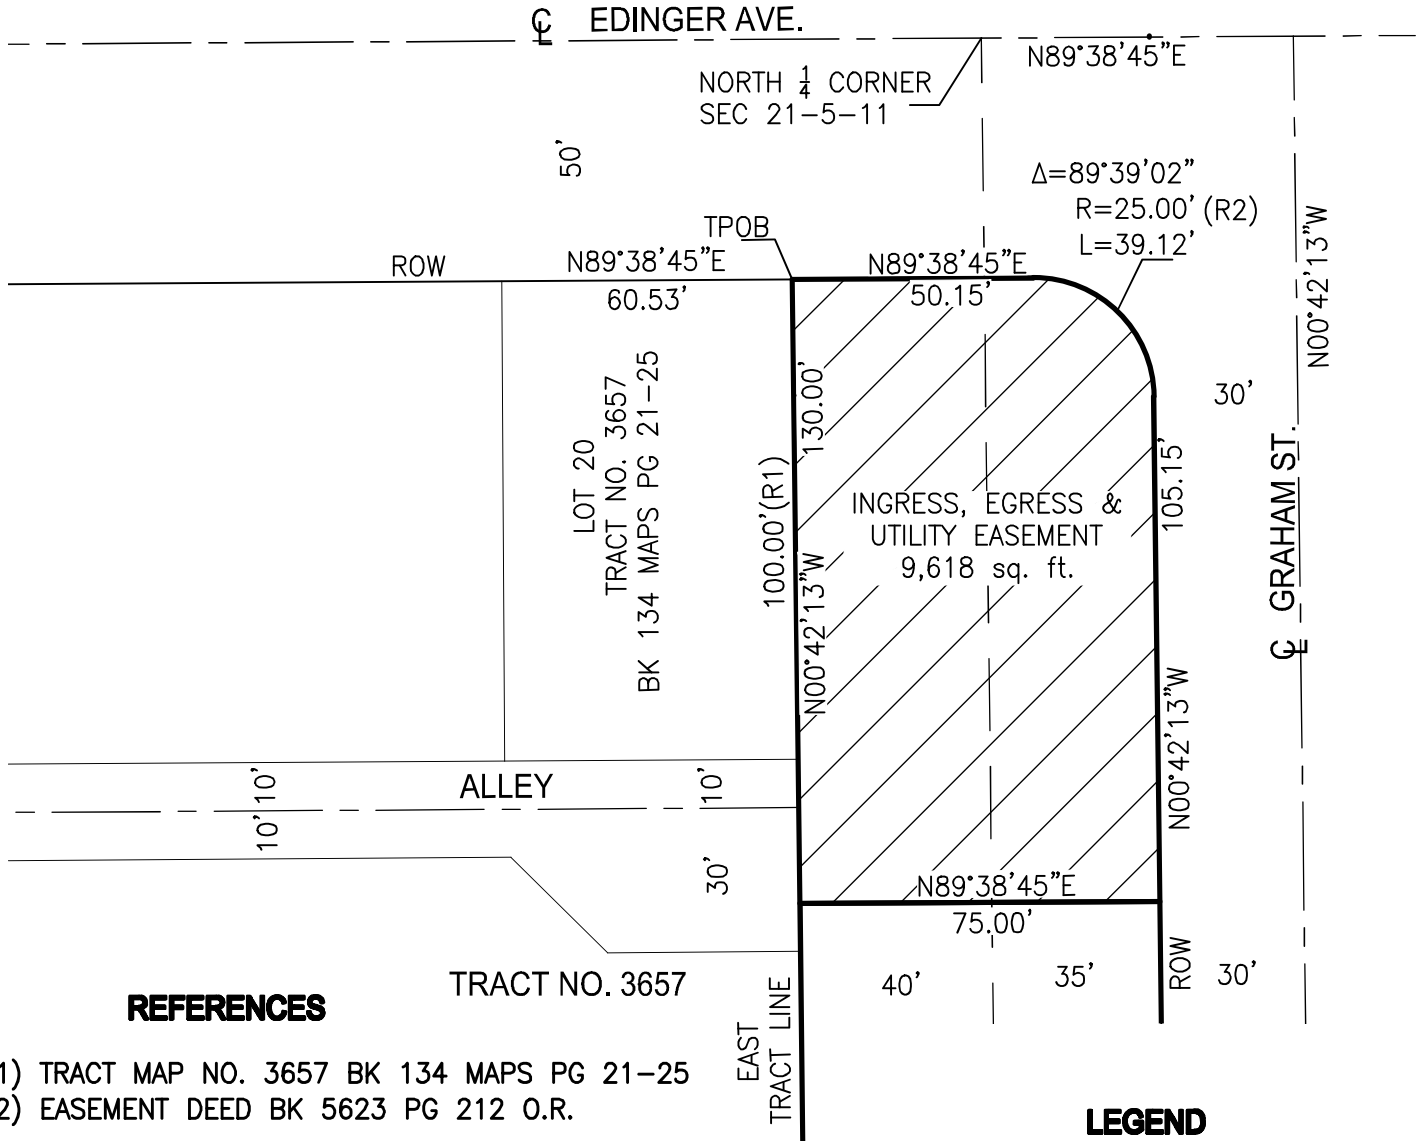 ℄ EDINGER AVE.
N89°38'45"E
NORTH 1/4 CORNER
SEC 21-5-11
50'
Δ=89°39'02"
R=25.00' (R2)
L=39.12'
N00°42'13"W
TPOB
ROW
N89°38'45"E
60.53'
N89°38'45"E
50.15'
LOT 20
TRACT NO. 3657
BK 134 MAPS PG 21-25
130.00'
100.00'(R1)
N00°42'13"W
30'
105.15'
INGRESS, EGRESS &
UTILITY EASEMENT
9,618 sq. ft.
℄ GRAHAM ST.
N00°42'13"W
10'
10'
ALLEY
10'
30'
N89°38'45"E
75.00'
40'
35'
ROW
30'
TRACT NO. 3657
EAST
TRACT LINE
REFERENCES
1) TRACT MAP NO. 3657 BK 134 MAPS PG 21-25
2) EASEMENT DEED BK 5623 PG 212 O.R.
LEGEND